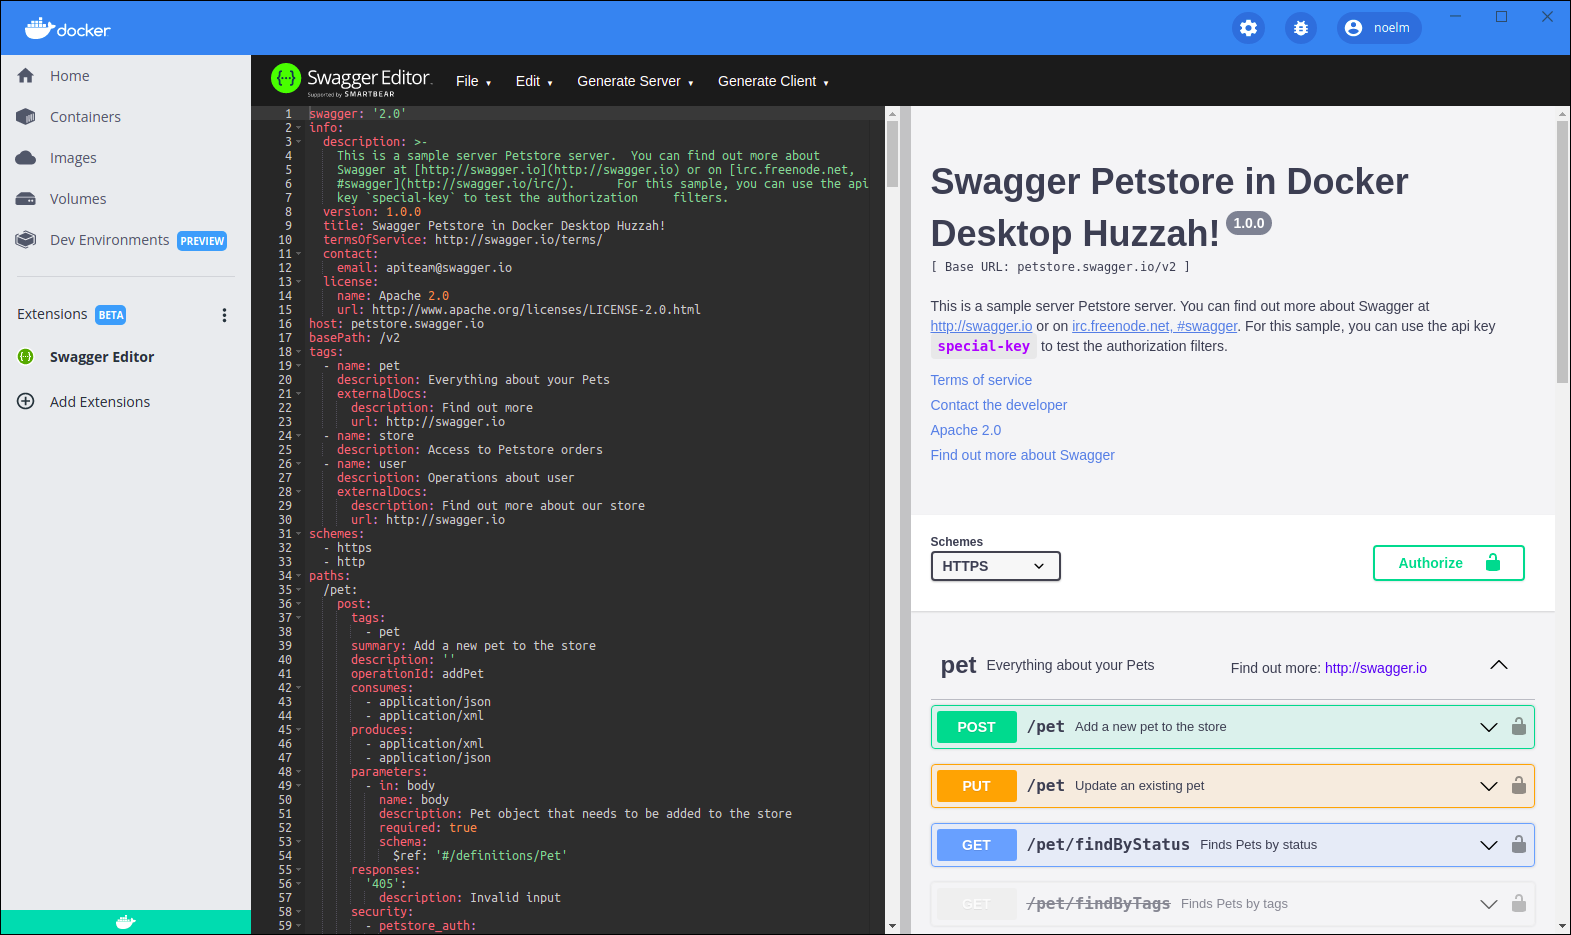 docker
noelm
Home
Containers
Images
Volumes
Dev Environments PREVIEW
Extensions BETA
Swagger Editor
Add Extensions
Swagger Editor
Supported by SMARTBEAR
File Edit Generate Server Generate Client
1 swagger: '2.0'
2 info:
3 description: >-
4 This is a sample server Petstore server.  You can find out more about
5 Swagger at [http://swagger.io](http://swagger.io) or on [irc.freenode.net,
6 #swagger](http://swagger.io/irc/).      For this sample, you can use the api
7 key `special-key` to test the authorization     filters.
8 version: 1.0.0
9 title: Swagger Petstore in Docker Desktop Huzzah!
10 termsOfService: http://swagger.io/terms/
11 contact:
12 email: apiteam@swagger.io
13 license:
14 name: Apache 2.0
15 url: http://www.apache.org/licenses/LICENSE-2.0.html
16 host: petstore.swagger.io
17 basePath: /v2
18 tags:
19 - name: pet
20 description: Everything about your Pets
21 externalDocs:
22 description: Find out more
23 url: http://swagger.io
24 - name: store
25 description: Access to Petstore orders
26 - name: user
27 description: Operations about user
28 externalDocs:
29 description: Find out more about our store
30 url: http://swagger.io
31 schemes:
32 - https
33 - http
34 paths:
35 /pet:
36 post:
37 tags:
38 - pet
39 summary: Add a new pet to the store
40 description: ''
41 operationId: addPet
42 consumes:
43 - application/json
44 - application/xml
45 produces:
46 - application/xml
47 - application/json
48 parameters:
49 - in: body
50 name: body
51 description: Pet object that needs to be added to the store
52 required: true
53 schema:
54 $ref: '#/definitions/Pet'
55 responses:
56 '405':
57 description: Invalid input
58 security:
59 - petstore_auth:
Swagger Petstore in Docker
Desktop Huzzah! 1.0.0
[ Base URL: petstore.swagger.io/v2 ]
This is a sample server Petstore server. You can find out more about Swagger at
http://swagger.io or on irc.freenode.net, #swagger. For this sample, you can use the api key
special-key to test the authorization filters.
Terms of service
Contact the developer
Apache 2.0
Find out more about Swagger
Schemes
HTTPS
Authorize
pet Everything about your Pets Find out more: http://swagger.io
POST /pet Add a new pet to the store
PUT /pet Update an existing pet
GET /pet/findByStatus Finds Pets by status
GET /pet/findByTags Finds Pets by tags